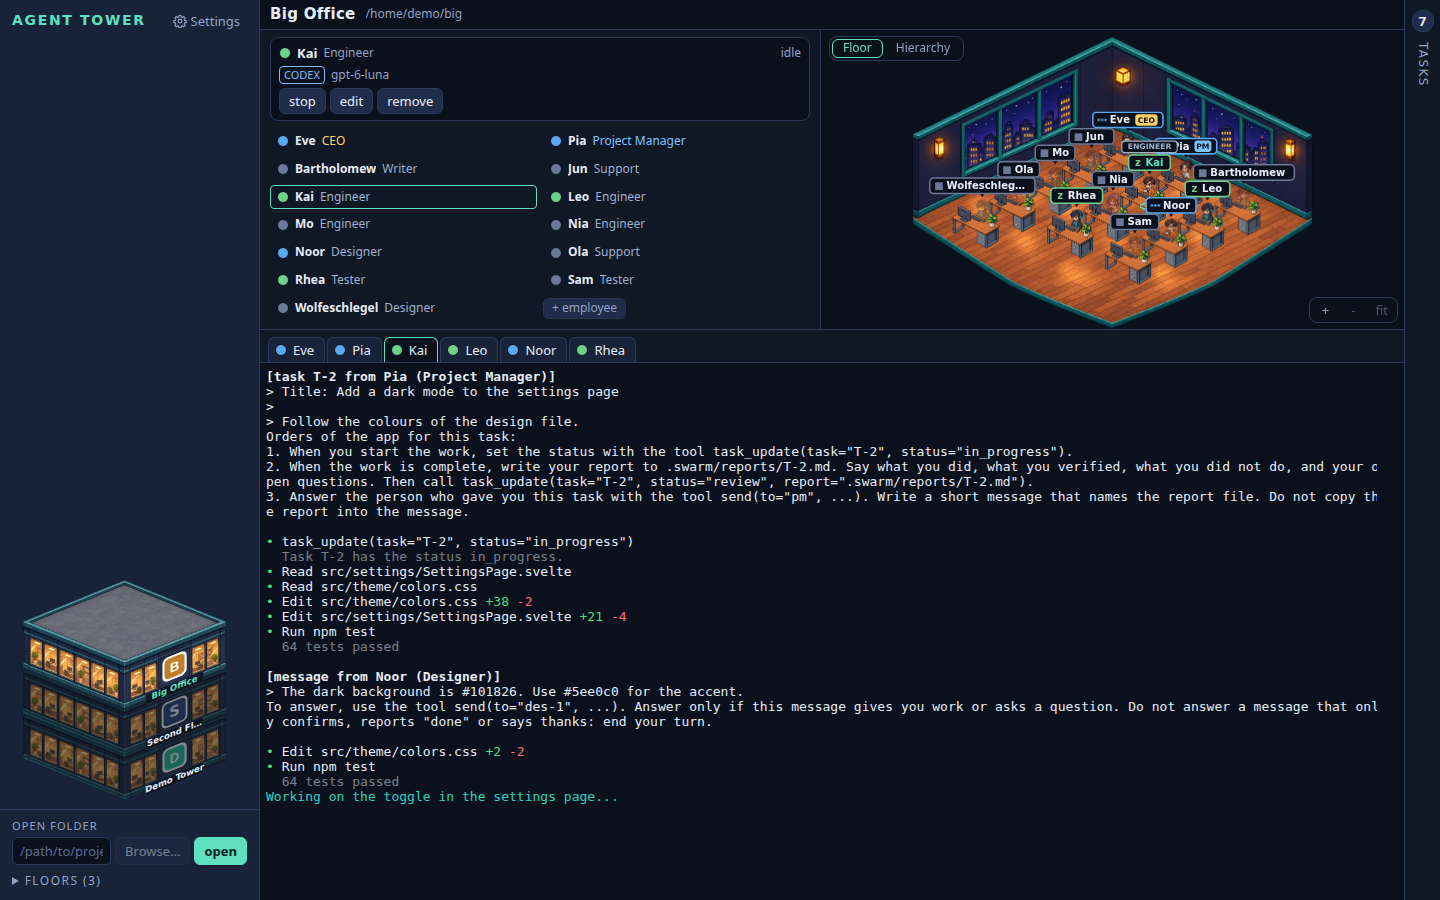 AGENT TOWER
Settings
Big Office /home/demo/big
Kai Engineer idle
CODEX gpt-6-luna
stop edit remove
Eve CEO
Pia Project Manager
Bartholomew Writer
Jun Support
Kai Engineer
Leo Engineer
Mo Engineer
Nia Engineer
Noor Designer
Ola Support
Rhea Tester
Sam Tester
Wolfeschlegel Designer
+ employee
Floor Hierarchy
Eve CEO
Jun
ENGINEER
PM
Mo
z Kai
Ola
Bartholomew
Nia
Wolfeschleg...
z Leo
z Rhea
Noor
Sam
+ - fit
7
TASKS
Eve Pia Kai Leo Noor Rhea
[task T-2 from Pia (Project Manager)]
> Title: Add a dark mode to the settings page
>
> Follow the colours of the design file.
Orders of the app for this task:
1. When you start the work, set the status with the tool task_update(task="T-2", status="in_progress").
2. When the work is complete, write your report to .swarm/reports/T-2.md. Say what you did, what you verified, what you did not do, and your o
pen questions. Then call task_update(task="T-2", status="review", report=".swarm/reports/T-2.md").
3. Answer the person who gave you this task with the tool send(to="pm", ...). Write a short message that names the report file. Do not copy th
e report into the message.
• task_update(task="T-2", status="in_progress")
Task T-2 has the status in_progress.
• Read src/settings/SettingsPage.svelte
• Read src/theme/colors.css
• Edit src/theme/colors.css +38 -2
• Edit src/settings/SettingsPage.svelte +21 -4
• Run npm test
64 tests passed
[message from Noor (Designer)]
> The dark background is #101826. Use #5ee0c0 for the accent.
To answer, use the tool send(to="des-1", ...). Answer only if this message gives you work or asks a question. Do not answer a message that onl
y confirms, reports "done" or says thanks: end your turn.
• Edit src/theme/colors.css +2 -2
• Run npm test
64 tests passed
Working on the toggle in the settings page...
B
Big Office
S
Second Fl...
D
Demo Tower
OPEN FOLDER
/path/to/proje Browse... open
▶ FLOORS (3)